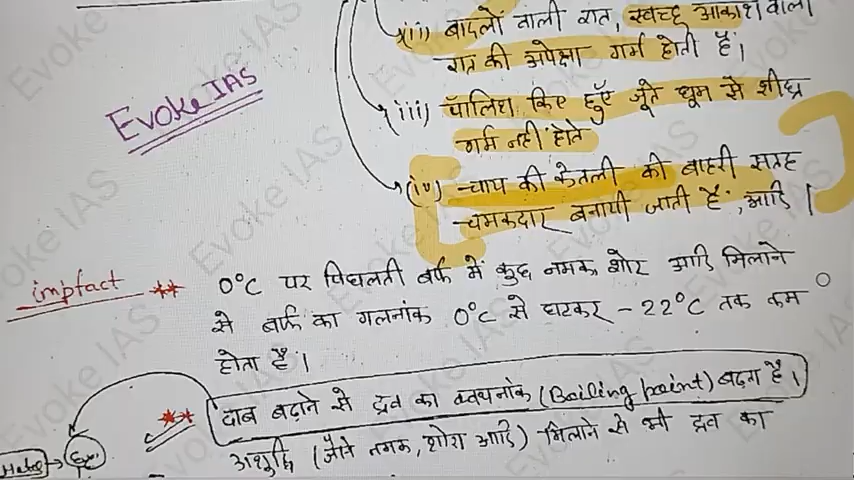 (ii) बादलों वाली रात, स्वच्छ आकाश वाली
रात की अपेक्षा गर्म होती है।
Evoke IAS
(iii) पॉलिश किए हुएँ जूते धूप से शीघ्र
गर्म नहीं होते
(iv) चाय की केतली की बाहरी सतह
चमकदार बनायी जाती है, आदि।
impfact ** 0°C पर पिघलती बर्फ में कुछ नमक शोरा आदि मिलाने
से बर्फ का गलनांक 0°C से घटकर -22°C तक कम
होता है।
** दाब बढ़ाने से द्रव का क्वथनांक (Boiling point) बढ़ता है।
अशुद्धि (जैसे नमक, शोरा आदि) मिलाने से भी द्रव का